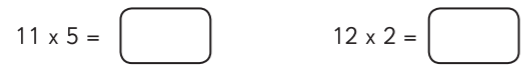 11 x 5 =    12 x 2 =